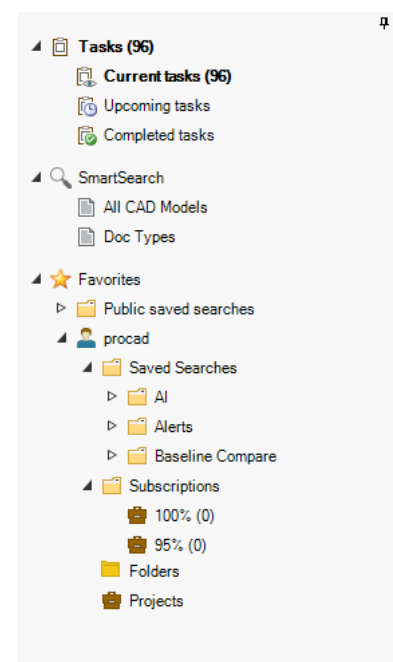 Tasks (96)
Current tasks (96)
Upcoming tasks
Completed tasks
SmartSearch
All CAD Models
Doc Types
Favorites
Public saved searches
procad
Saved Searches
AI
Alerts
Baseline Compare
Subscriptions
100% (0)
95% (0)
Folders
Projects